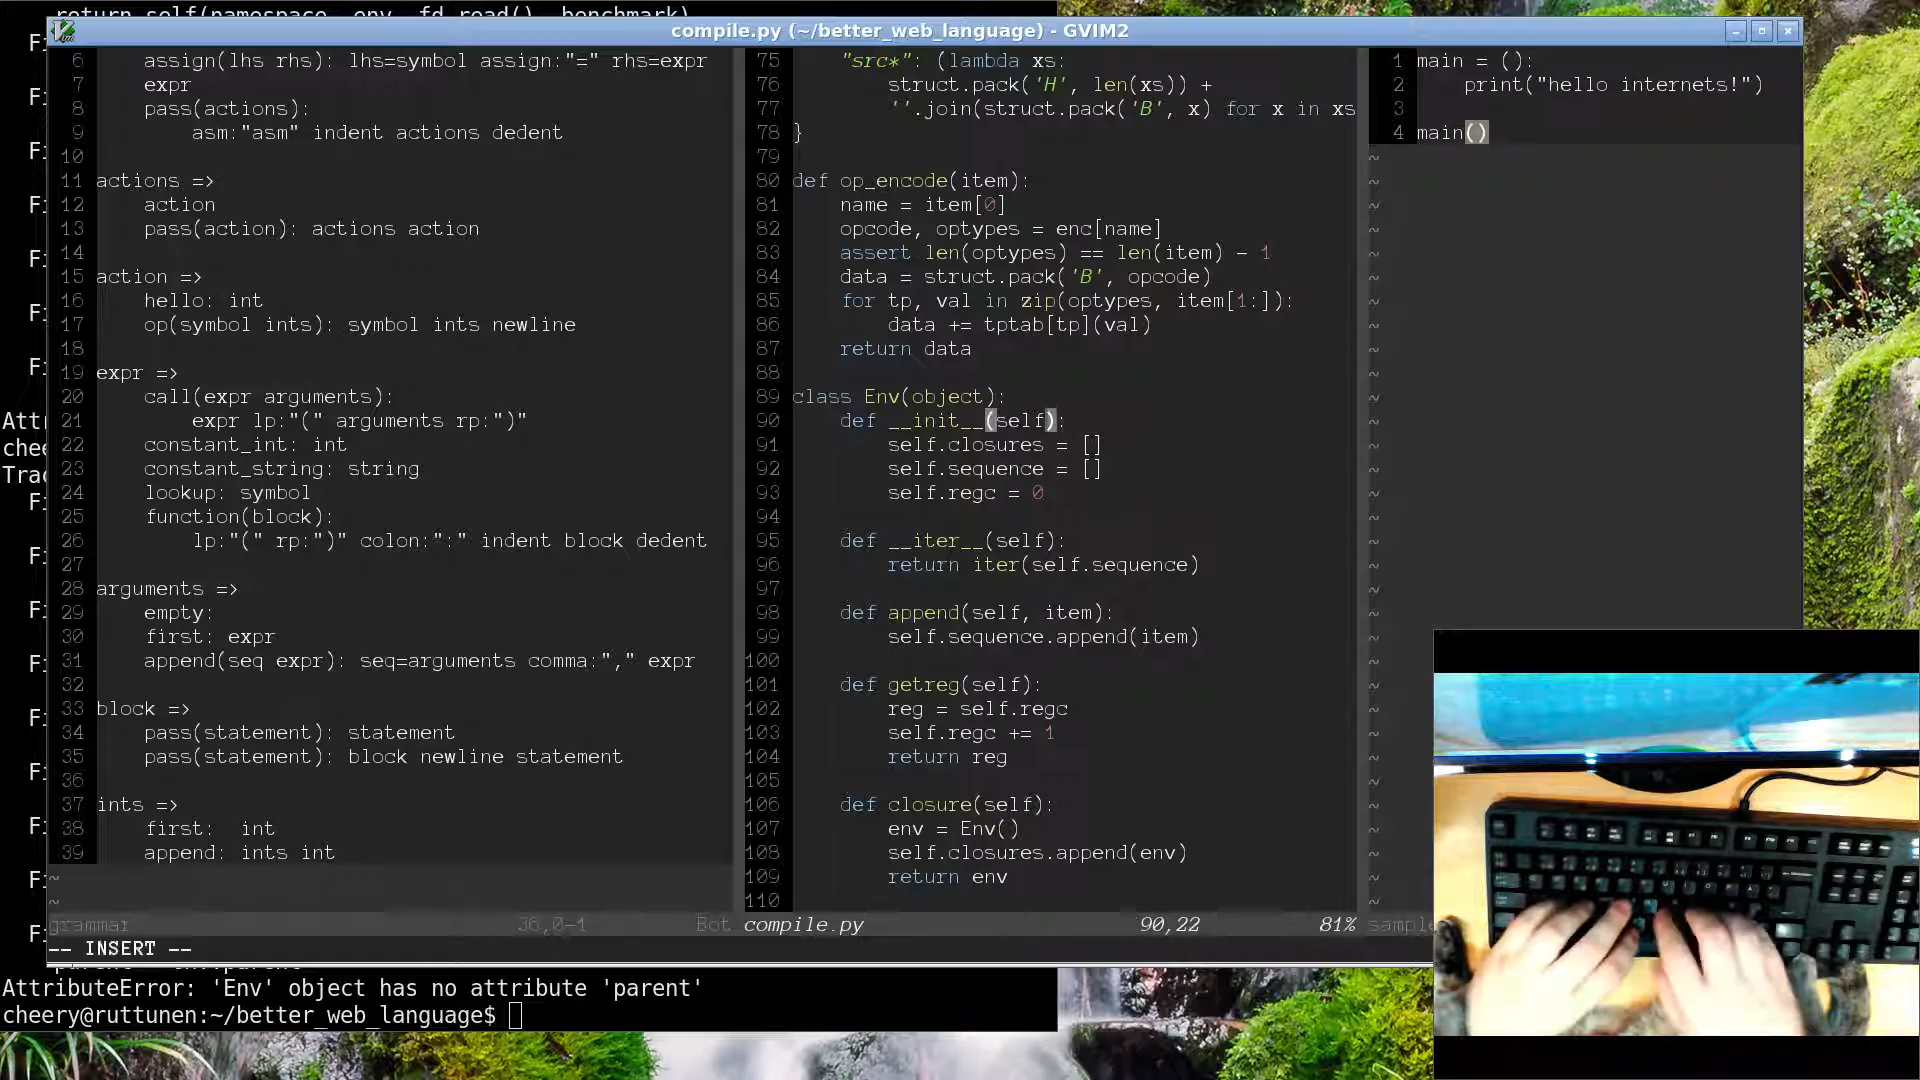 return self(namespace, env, fd.read(), benchmark)
compile.py (~/better_web_language) - GVIM2
6 assign(lhs rhs): lhs=symbol assign:"=" rhs=expr
7 expr
8 pass(actions):
9 asm:"asm" indent actions dedent
10
11 actions =>
12 action
13 pass(action): actions action
14
15 action =>
16 hello: int
17 op(symbol ints): symbol ints newline
18
19 expr =>
20 call(expr arguments):
21 expr lp:"(" arguments rp:")"
22 constant_int: int
23 constant_string: string
24 lookup: symbol
25 function(block):
26 lp:"(" rp:")" colon:":" indent block dedent
27
28 arguments =>
29 empty:
30 first: expr
31 append(seq expr): seq=arguments comma:"," expr
32
33 block =>
34 pass(statement): statement
35 pass(statement): block newline statement
36
37 ints =>
38 first:  int
39 append: ints int
~
~
grammar 36,0-1 Bot
75 "src*": (lambda xs:
76 struct.pack('H', len(xs)) +
77 ''.join(struct.pack('B', x) for x in xs
78 }
79
80 def op_encode(item):
81 name = item[0]
82 opcode, optypes = enc[name]
83 assert len(optypes) == len(item) - 1
84 data = struct.pack('B', opcode)
85 for tp, val in zip(optypes, item[1:]):
86 data += tptab[tp](val)
87 return data
88
89 class Env(object):
90 def __init__(self):
91 self.closures = []
92 self.sequence = []
93 self.regc = 0
94
95 def __iter__(self):
96 return iter(self.sequence)
97
98 def append(self, item):
99 self.sequence.append(item)
100
101 def getreg(self):
102 reg = self.regc
103 self.regc += 1
104 return reg
105
106 def closure(self):
107 env = Env()
108 self.closures.append(env)
109 return env
110
compile.py 90,22 81%
1 main = ():
2 print("hello internets!")
3
4 main()
-- INSERT --
AttributeError: 'Env' object has no attribute 'parent'
cheery@ruttunen:~/better_web_language$